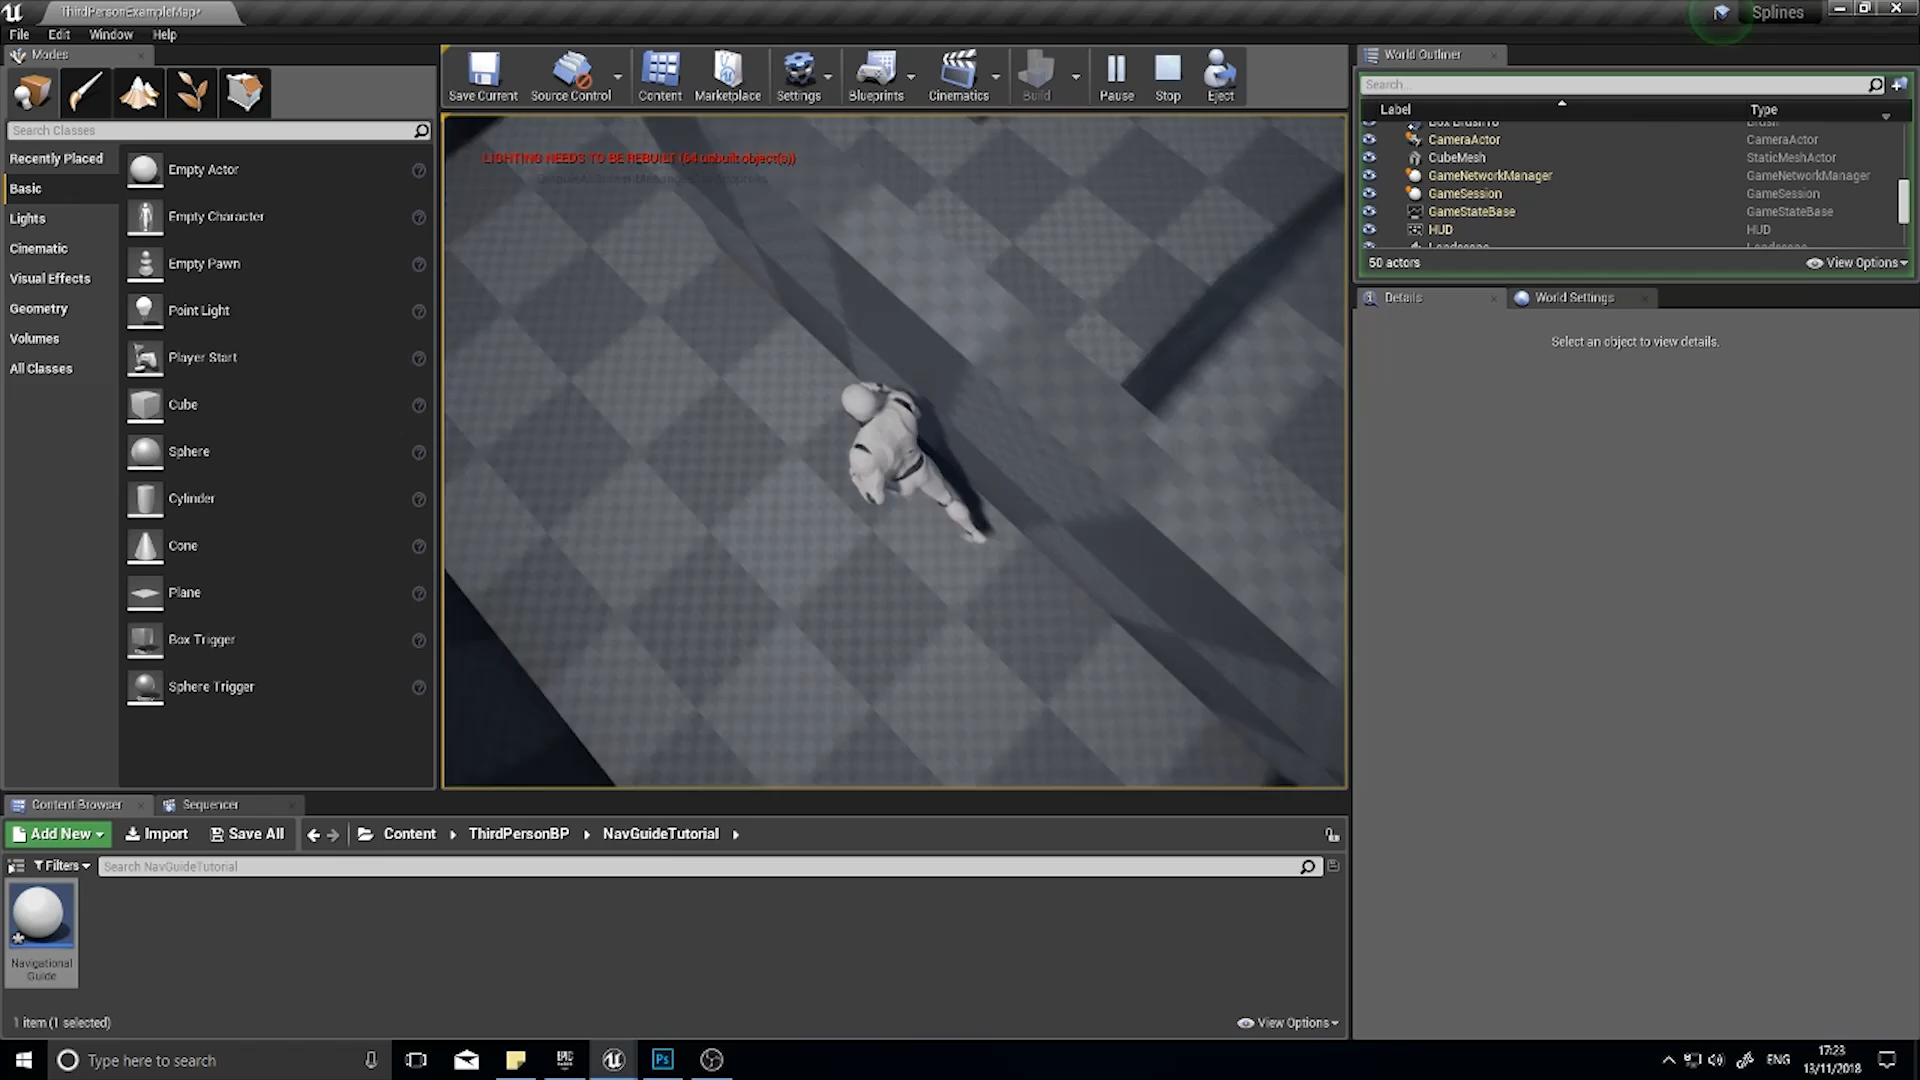 ThirdPersonExampleMap*
Splines
File Edit Window Help
Modes
Search Classes
Recently Placed
Basic
Lights
Cinematic
Visual Effects
Geometry
Volumes
All Classes
Empty Actor
Empty Character
Empty Pawn
Point Light
Player Start
Cube
Sphere
Cylinder
Cone
Plane
Box Trigger
Sphere Trigger
Save Current
Source Control
Content
Marketplace
Settings
Blueprints
Cinematics
Build
Pause
Stop
Eject
LIGHTING NEEDS TO BE REBUILT (64 unbuilt object(s))
World Outliner
Search...
Label Type
CameraActor CameraActor
CubeMesh StaticMeshActor
GameNetworkManager GameNetworkManager
GameSession GameSession
GameStateBase GameStateBase
HUD HUD
Landscape Landscape
50 actors
View Options
Details
World Settings
Select an object to view details.
Content Browser
Sequencer
Add New
Import
Save All
Content
ThirdPersonBP
NavGuideTutorial
Filters
Search NavGuideTutorial
Navigational
Guide
1 item (1 selected)
View Options
Type here to search
EPIC
Ps
ENG
17:23
13/11/2018